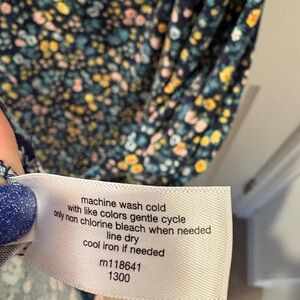 machine wash cold
with like colors gentle cycle
only non chlorine bleach when needed
line dry
cool iron if needed
rn118641
1300